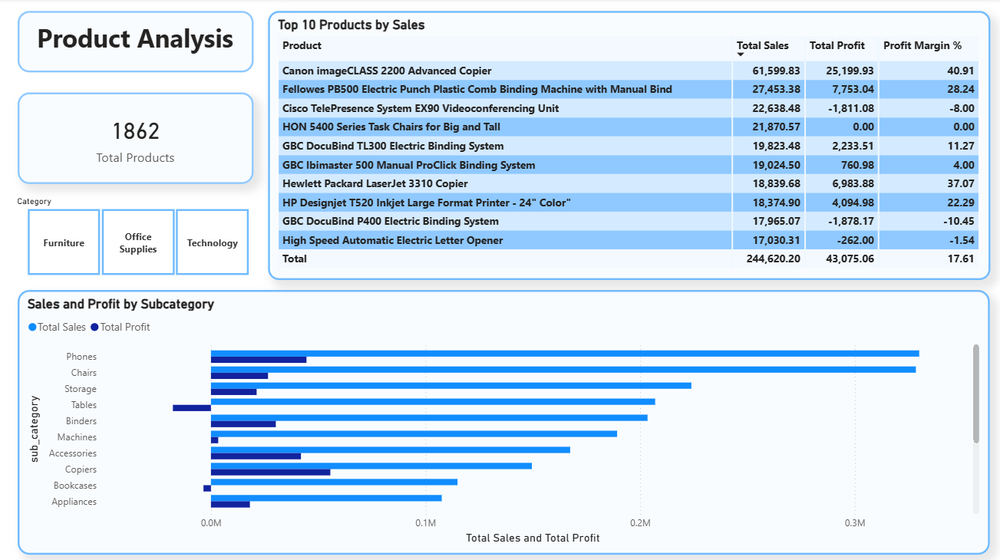 Product Analysis
1862
Total Products
Category
Furniture
Office
Supplies
Technology
Top 10 Products by Sales
Product Total Sales Total Profit Profit Margin %
Canon imageCLASS 2200 Advanced Copier 61,599.83 25,199.93 40.91
Fellowes PB500 Electric Punch Plastic Comb Binding Machine with Manual Bind 27,453.38 7,753.04 28.24
Cisco TelePresence System EX90 Videoconferencing Unit 22,638.48 -1,811.08 -8.00
HON 5400 Series Task Chairs for Big and Tall 21,870.57 0.00 0.00
GBC DocuBind TL300 Electric Binding System 19,823.48 2,233.51 11.27
GBC Ibimaster 500 Manual ProClick Binding System 19,024.50 760.98 4.00
Hewlett Packard LaserJet 3310 Copier 18,839.68 6,983.88 37.07
HP Designjet T520 Inkjet Large Format Printer - 24" Color" 18,374.90 4,094.98 22.29
GBC DocuBind P400 Electric Binding System 17,965.07 -1,878.17 -10.45
High Speed Automatic Electric Letter Opener 17,030.31 -262.00 -1.54
Total 244,620.20 43,075.06 17.61
Sales and Profit by Subcategory
Total Sales Total Profit
sub_category
Phones
Chairs
Storage
Tables
Binders
Machines
Accessories
Copiers
Bookcases
Appliances
0.0M 0.1M 0.2M 0.3M
Total Sales and Total Profit